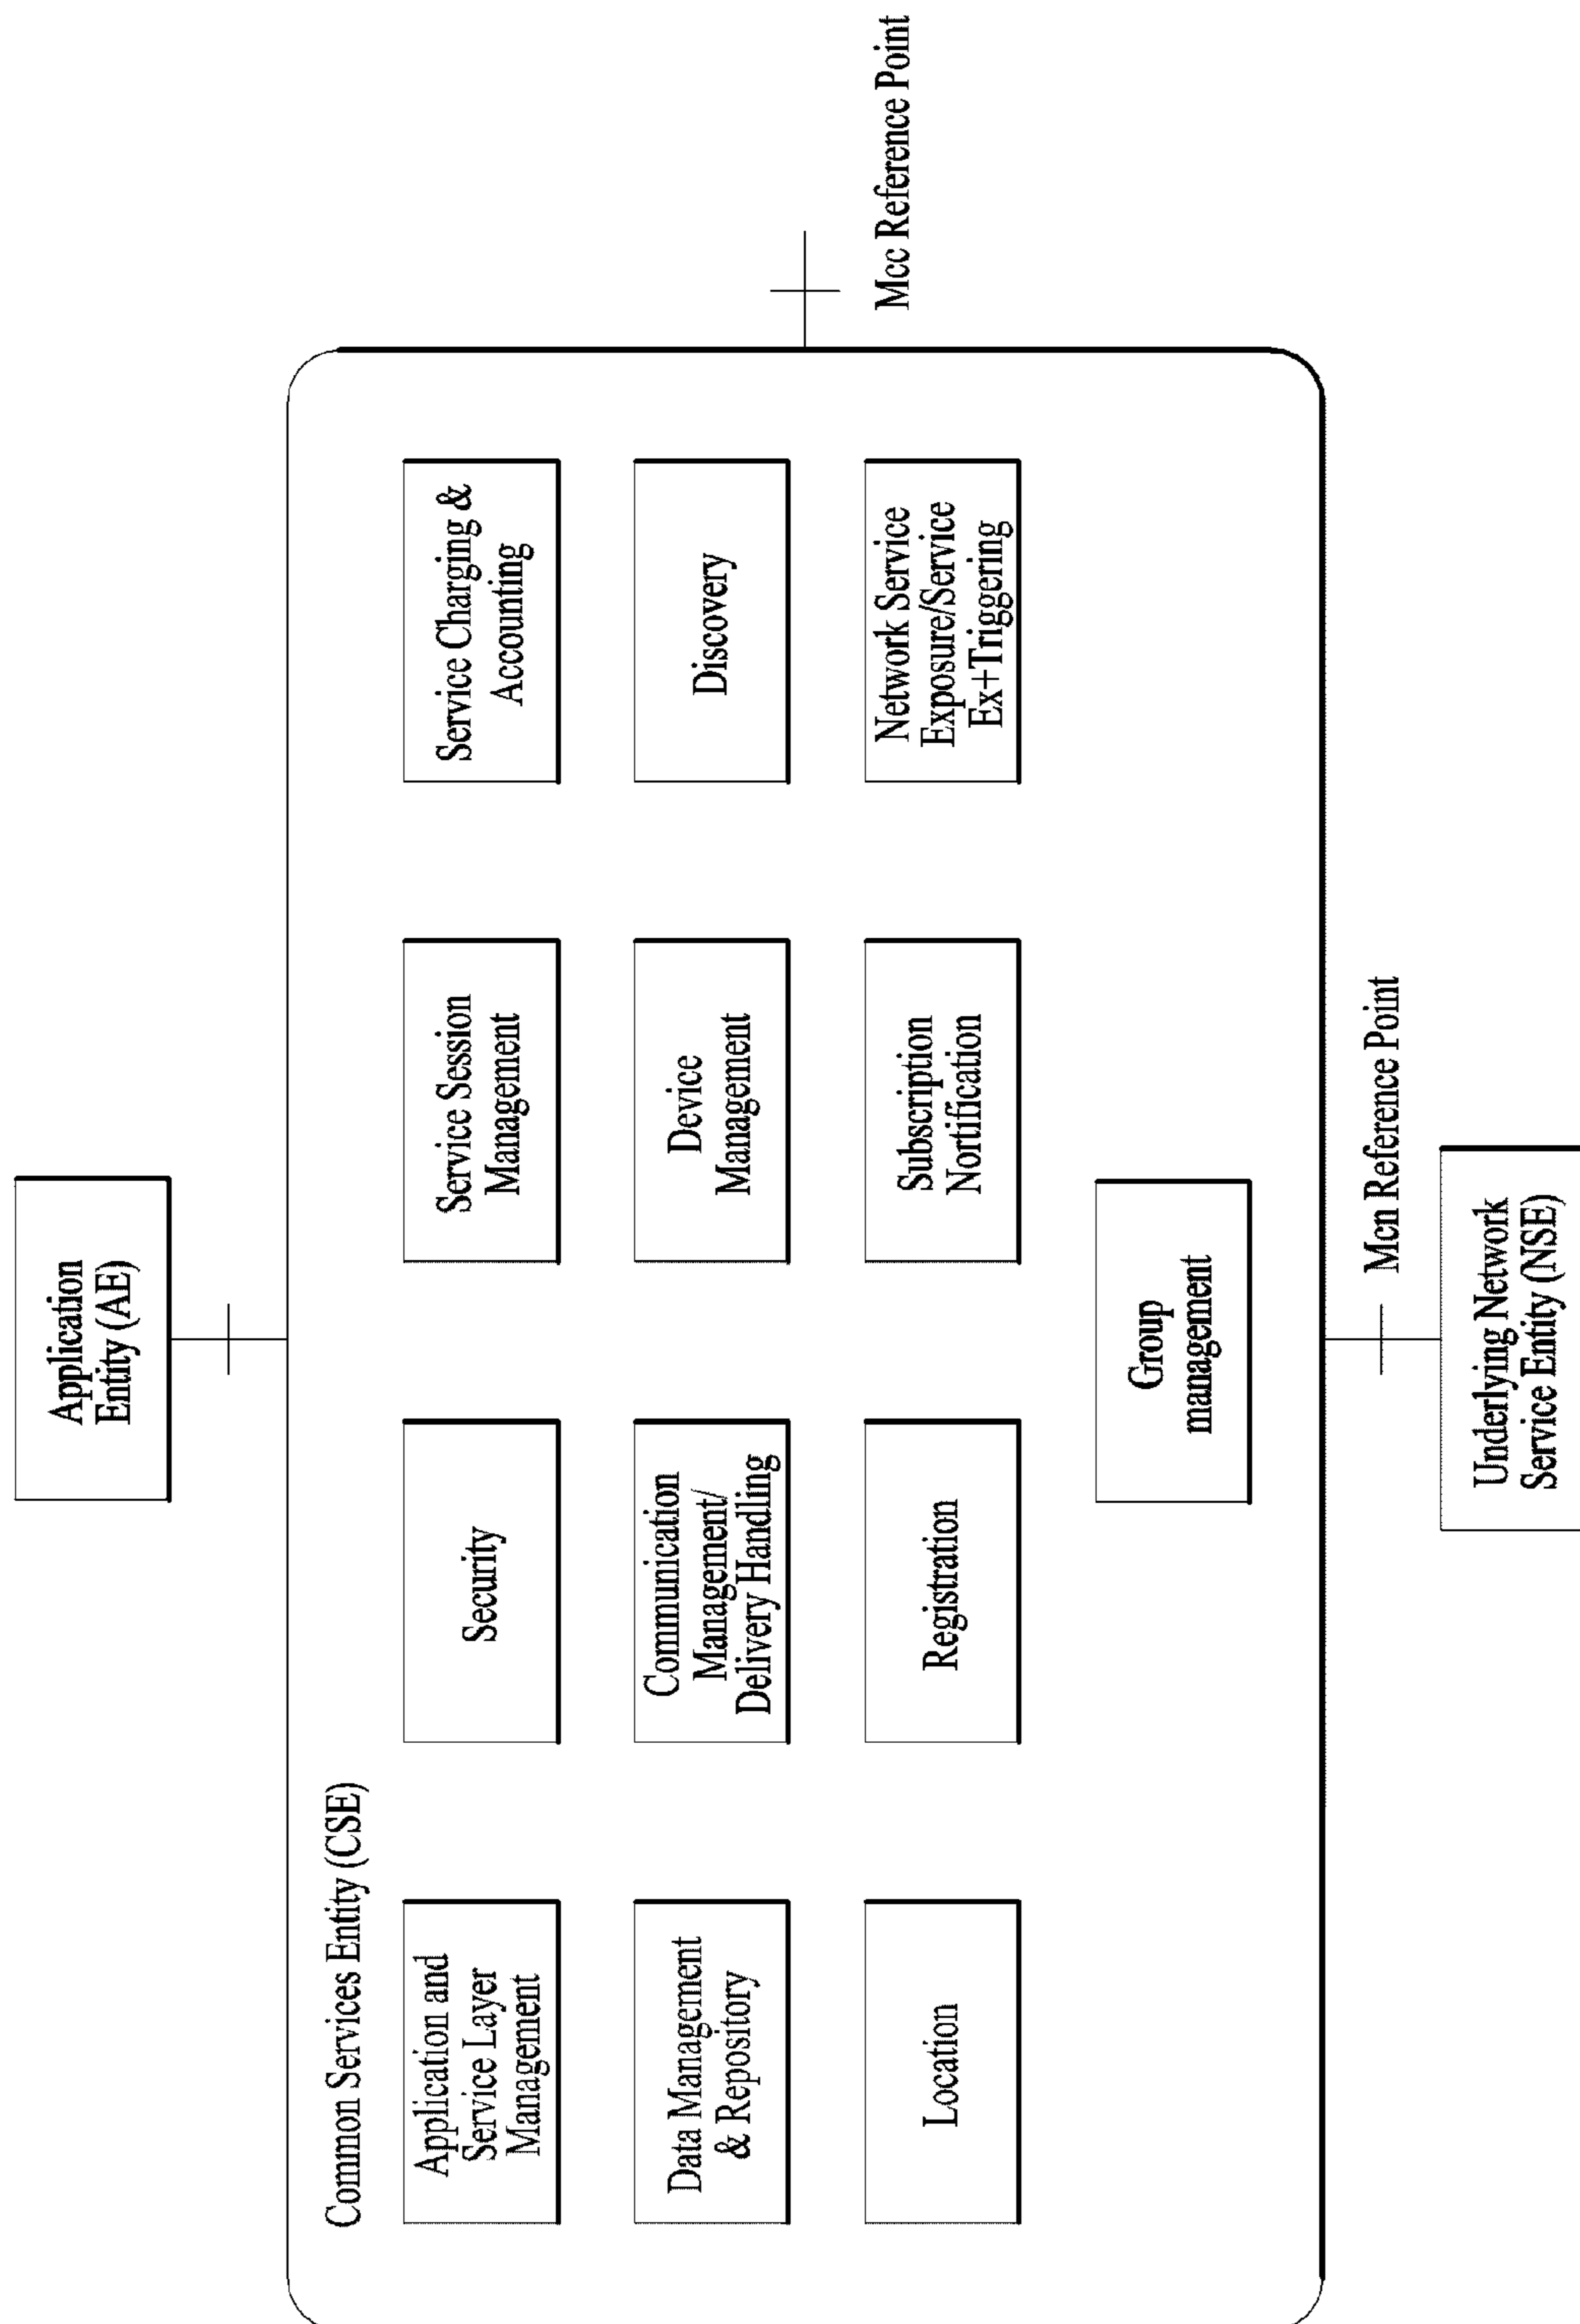 Application
Entity (AE)
Common Services Entity (CSE)
Application and
Service Layer
Management
Security
Service Session
Management
Service Charging &
Accounting
Data Management
& Repository
Communication
Management/
Delivery Handling
Device
Management
Discovery
Location
Registration
Subscription
Nortification
Network Service
Exposure/Service
Ex+Triggering
Group
management
Mcc Reference Point
Mcn Reference Point
Underlying Network
Service Entity (NSE)